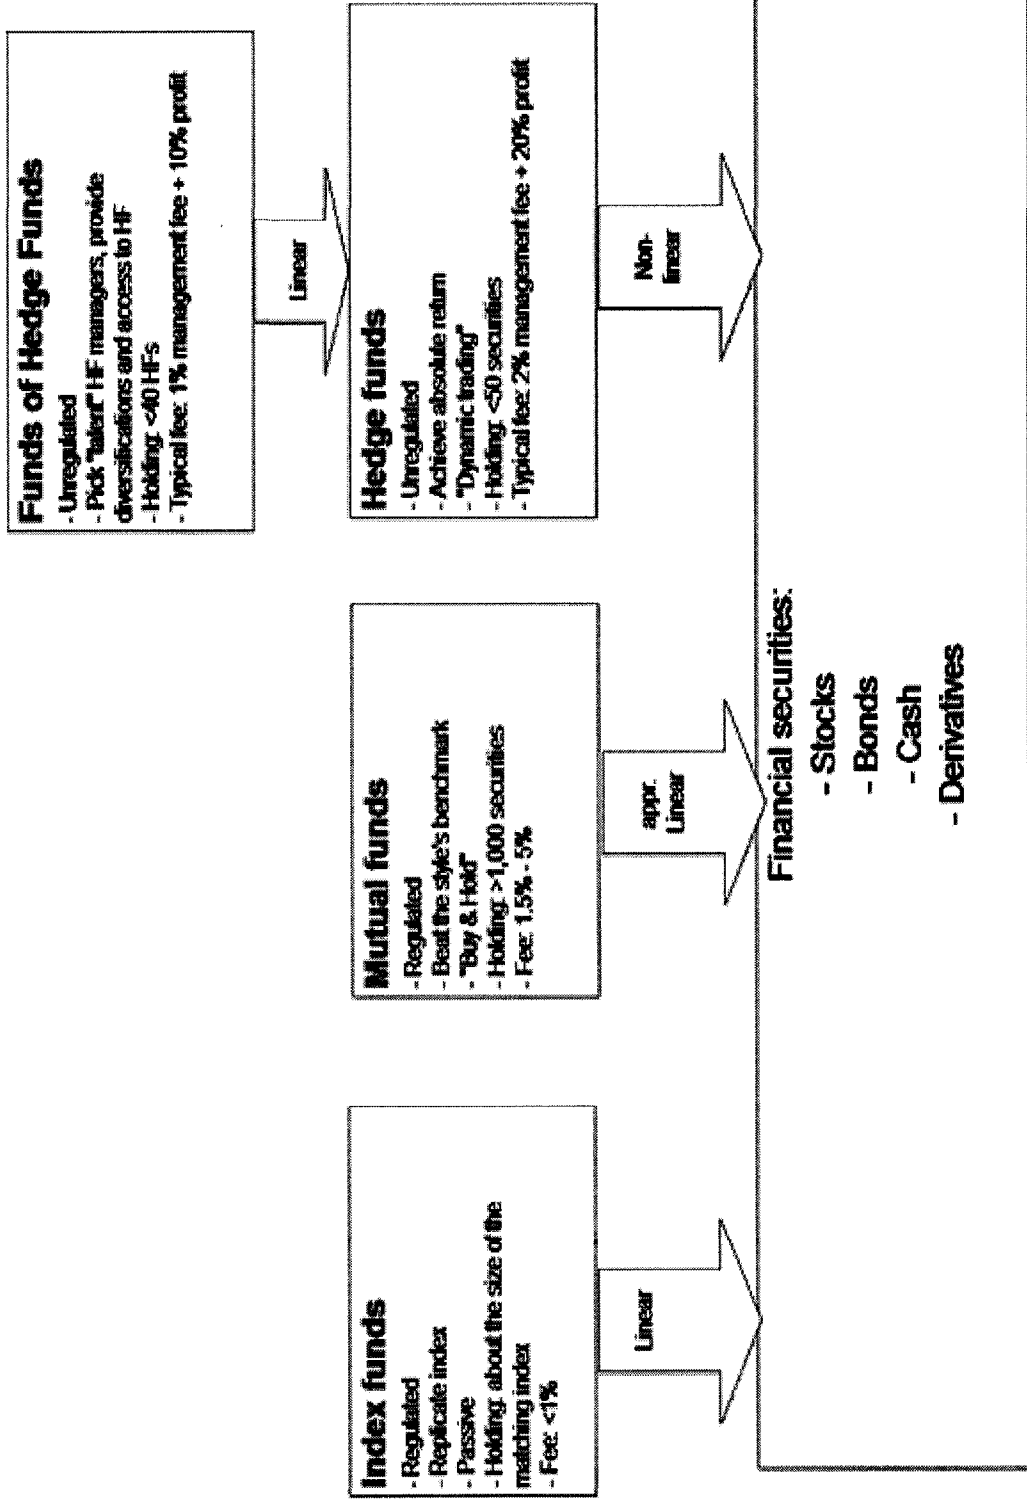 Funds of Hedge Funds
- Unregulated
- Pick "talent" HF managers, provide
diversifications and access to HF
- Holding: <40 HFs
- Typical fee: 1% management fee + 10% profit
Linear
Index funds
- Regulated
- Replicate index
- Passive
- Holding: about the size of the
matching index
- Fee: <1%
Mutual funds
- Regulated
- Beat the style's benchmark
- "Buy & Hold"
- Holding: >1,000 securities
- Fee: 1.5% - 5%
Hedge funds
- Unregulated
- Achieve absolute return
- "Dynamic trading"
- Holding: <50 securities
- Typical fee: 2% management fee + 20% profit
Linear
appr.
Linear
Non-
linear
Financial securities:
- Stocks
- Bonds
- Cash
- Derivatives